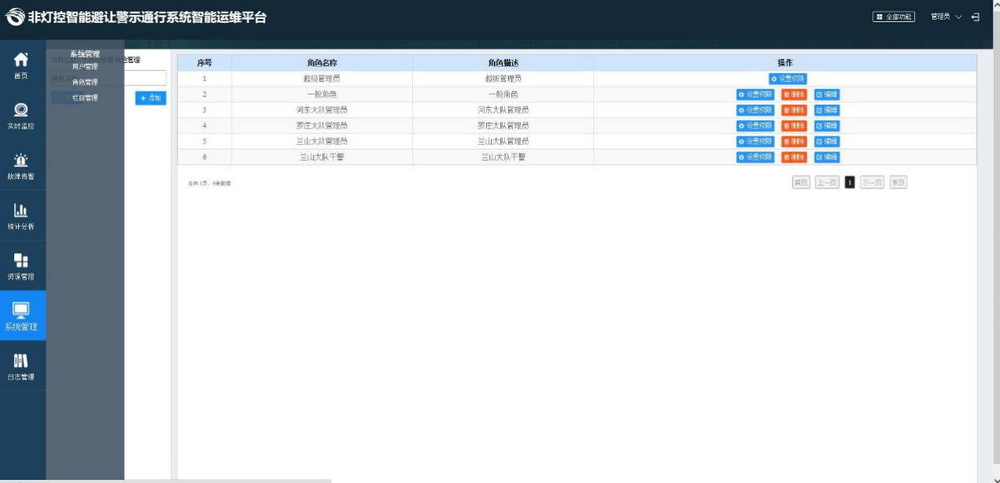 非灯控智能避让警示通行系统智能运维平台
全部功能
管理员
首页
实时监控
故障告警
统计分析
资源管理
系统管理
日志管理
系统管理
用户管理
角色管理
栏目管理
色管理
+ 添加
序号 角色名称 角色描述 操作
1 超级管理员 超级管理员 设置权限
2 一般角色 一般角色 设置权限 删除 编辑
3 河东大队管理员 河东大队管理员 设置权限 删除 编辑
4 罗庄大队管理员 罗庄大队管理员 设置权限 删除 编辑
5 兰山大队管理员 兰山大队管理员 设置权限 删除 编辑
6 兰山大队干警 兰山大队干警 设置权限 删除 编辑
总共 1页, 6条数据
首页 上一页 1 下一页 末页